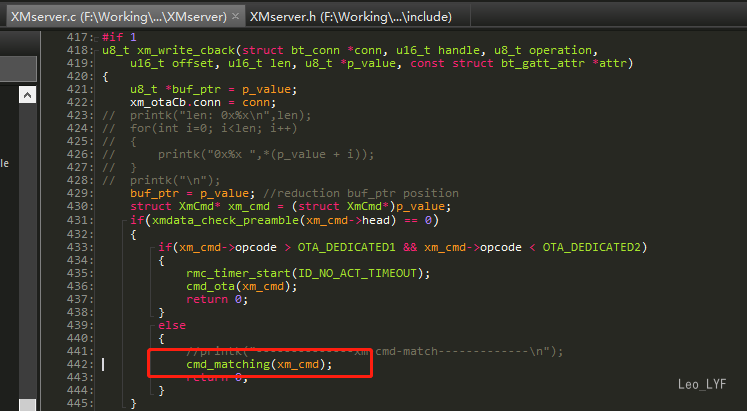 XMserver.c (F:\Working\...\XMserver) × XMserver.h (F:\Working\...\include)
417: #if 1
418: u8_t xm_write_cback(struct bt_conn *conn, u16_t handle, u8_t operation,
419: u16_t offset, u16_t len, u8_t *p_value, const struct bt_gatt_attr *attr)
420: {
421: u8_t *buf_ptr = p_value;
422: xm_otaCb.conn = conn;
423: // printk("len: 0x%x\n",len);
424: // for(int i=0; i<len; i++)
425: // {
426: // printk("0x%x ",*(p_value + i));
427: // }
428: // printk("\n");
429: buf_ptr = p_value; //reduction buf_ptr position
430: struct XmCmd* xm_cmd = (struct XmCmd*)p_value;
431: if(xmdata_check_preamble(xm_cmd->head) == 0)
432: {
433: if(xm_cmd->opcode > OTA_DEDICATED1 && xm_cmd->opcode < OTA_DEDICATED2)
434: {
435: rmc_timer_start(ID_NO_ACT_TIMEOUT);
le
436: cmd_ota(xm_cmd);
437: return 0;
438: }
439: else
440: {
441: //printk("--------------xm cmd-match-------------\n");
442: cmd_matching(xm_cmd);
443: return 0;
444: }
445: }
Leo_LYF